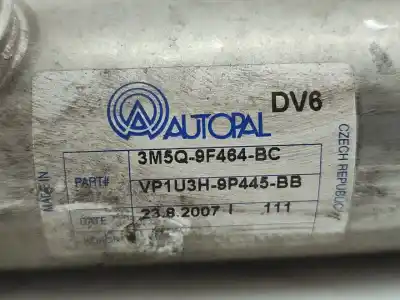 DV6
AUTOPAL
3M5Q-9F464-BC
PART#
VP1U3H-9P445-BB
DATE
23.8.2007 I 111
MADE IN
CZECH REPUBLIC